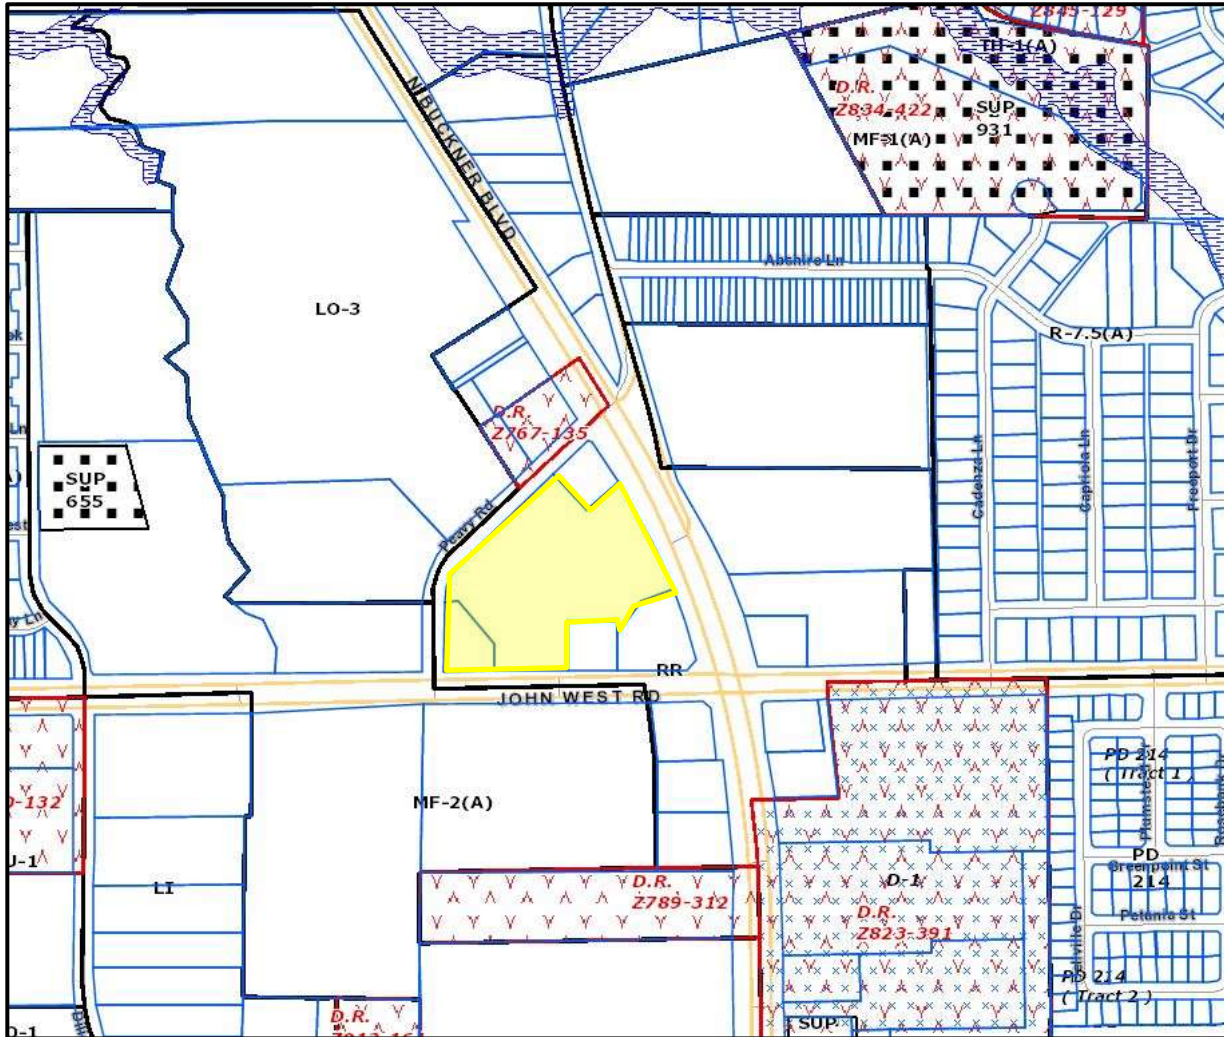 Z845-129
TH-1(A)
D.R.
Z834-422
SUP
931
MF-1(A)
N BUCKNER BLVD
Abshire Ln
LO-3
R-7.5(A)
D.R.
Z767-135
Cadenza Ln
Capriola Ln
Freeport Dr
SUP
655
Peavy Rd
RR
JOHN WEST RD
PD 214
( Tract 1 )
MF-2(A)
PD
214
Greenpoint St
LI
D.R.
Z789-312
D-1
D.R.
Z823-391
Petunia St
PD 214
( Tract 2 )
D.R.
SUP